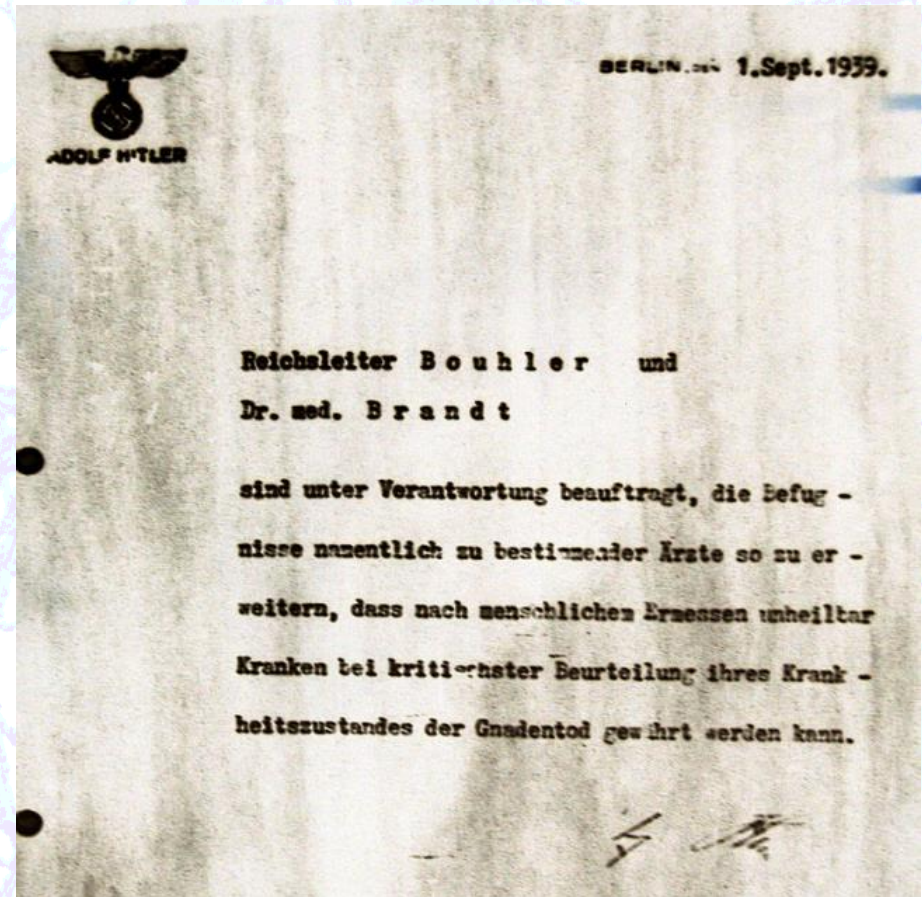 ADOLF HITLER
BERLIN, den 1.Sept.1939.
Reichsleiter B o u h l e r und
Dr. med. B r a n d t
sind unter Verantwortung beauftragt, die Befug -
nisse namentlich zu bestimmender Ärzte so zu er -
weitern, dass nach menschlichem Ermessen unheilbar
Kranken bei kritischster Beurteilung ihres Krank -
heitszustandes der Gnadentod gewährt werden kann.